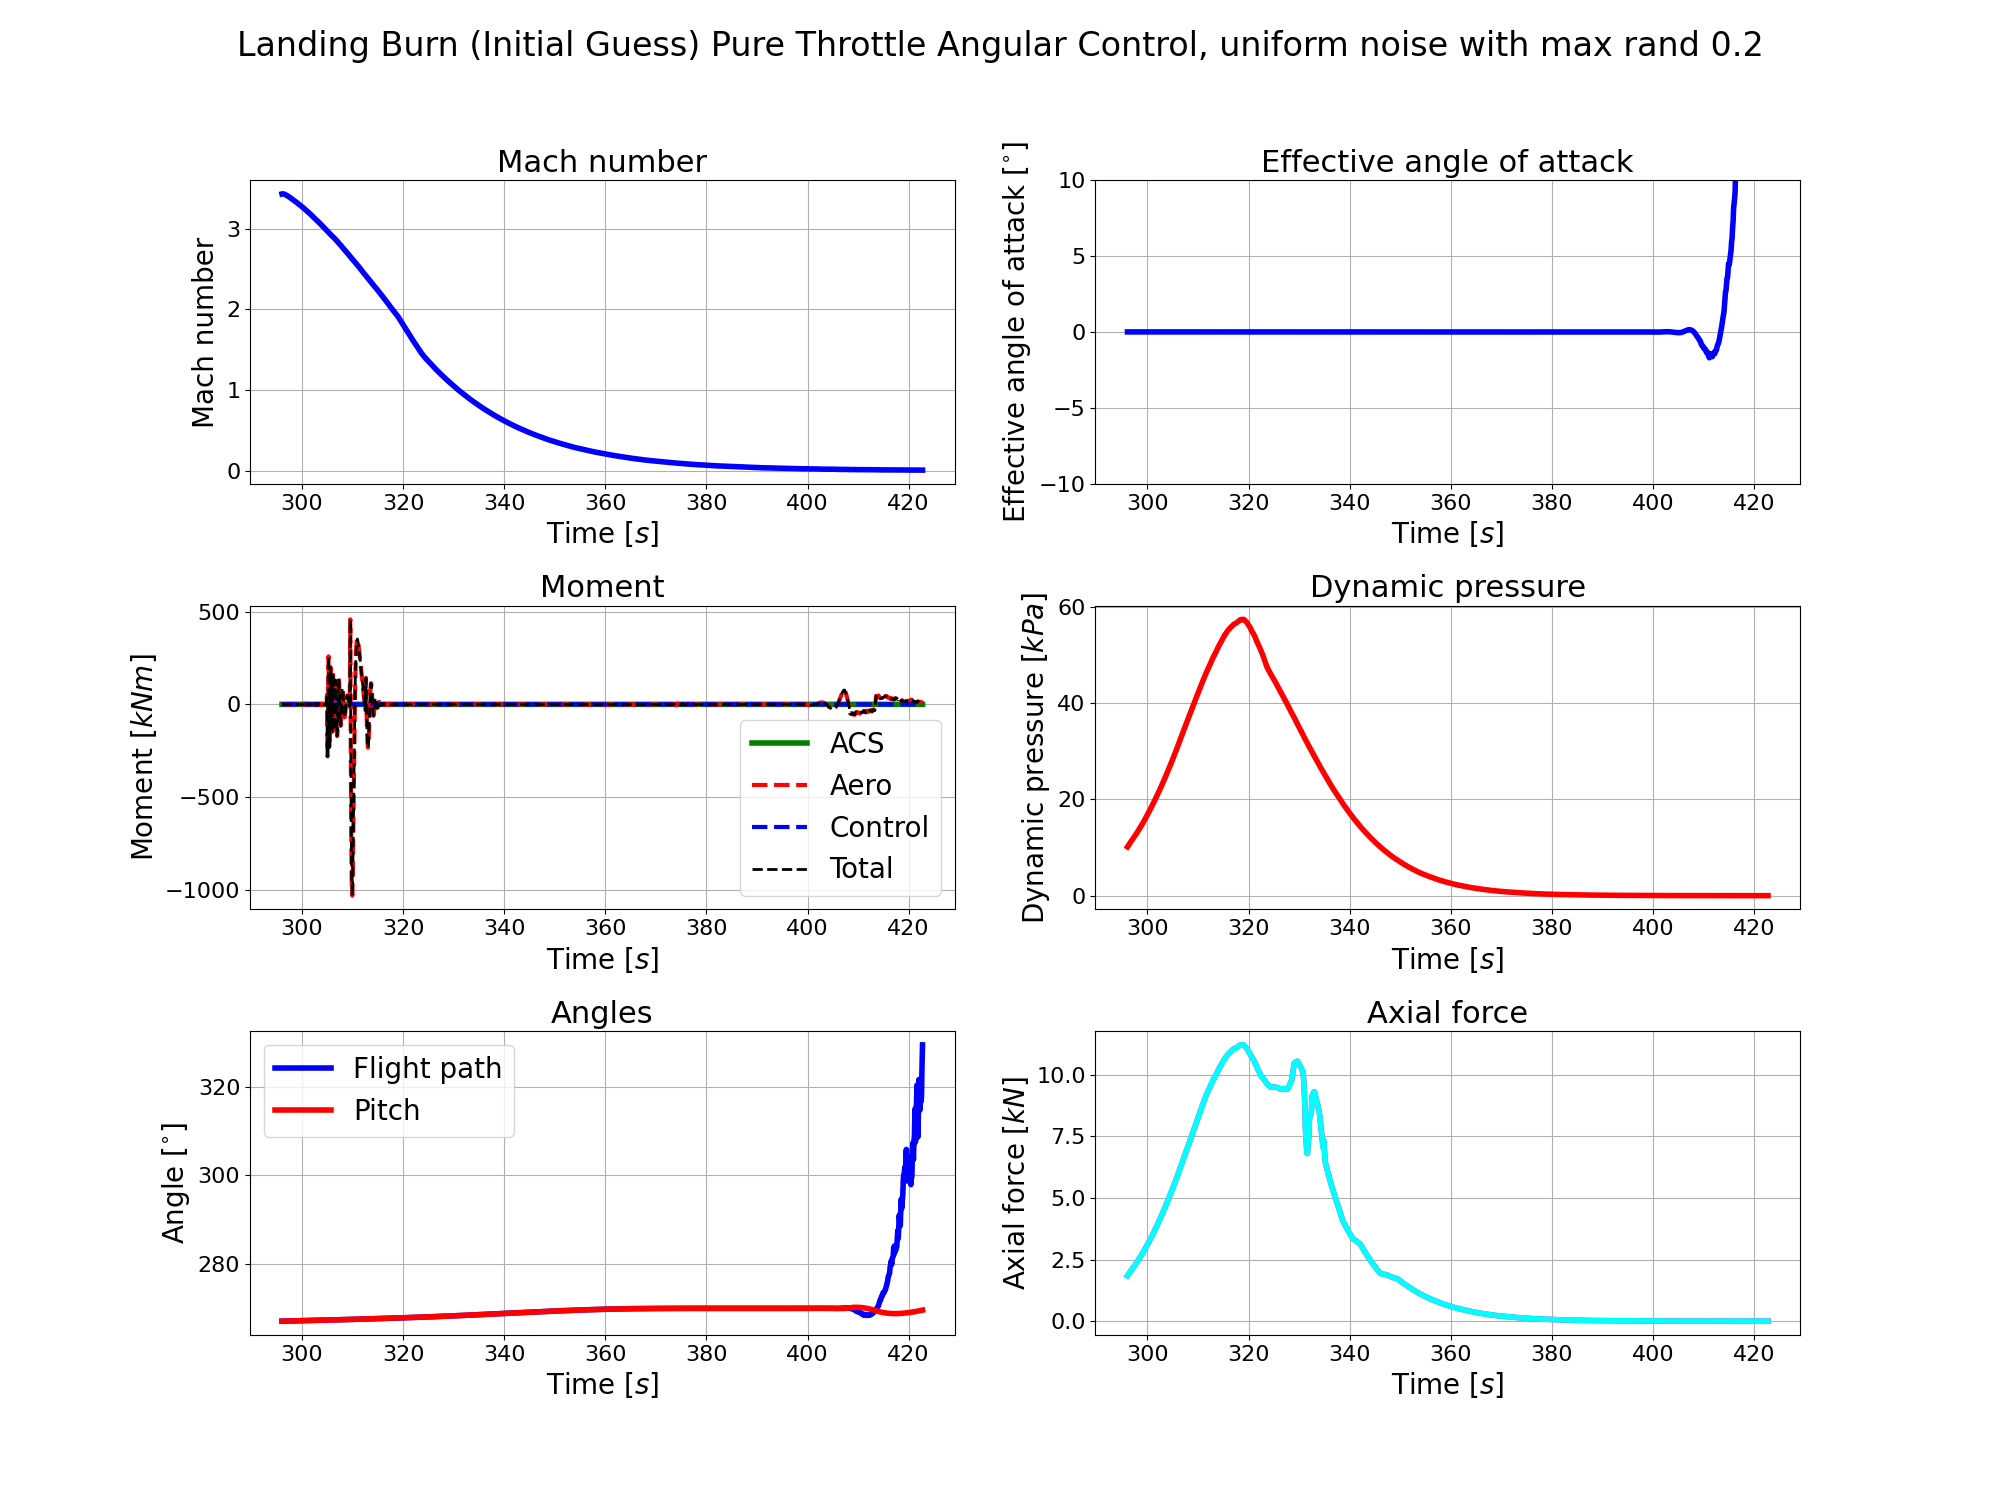 Landing Burn (Initial Guess) Pure Throttle Angular Control, uniform noise with max rand 0.2
Mach number
Mach number
3
2
1
0
300 320 340 360 380 400 420
Time [s]
Effective angle of attack
Effective angle of attack [°]
10
5
0
−5
−10
300 320 340 360 380 400 420
Time [s]
Moment
Moment [kNm]
500
0
−500
−1000
ACS
Aero
Control
Total
300 320 340 360 380 400 420
Time [s]
Dynamic pressure
Dynamic pressure [kPa]
60
40
20
0
300 320 340 360 380 400 420
Time [s]
Angles
Angle [°]
320
300
280
Flight path
Pitch
300 320 340 360 380 400 420
Time [s]
Axial force
Axial force [kN]
10.0
7.5
5.0
2.5
0.0
300 320 340 360 380 400 420
Time [s]